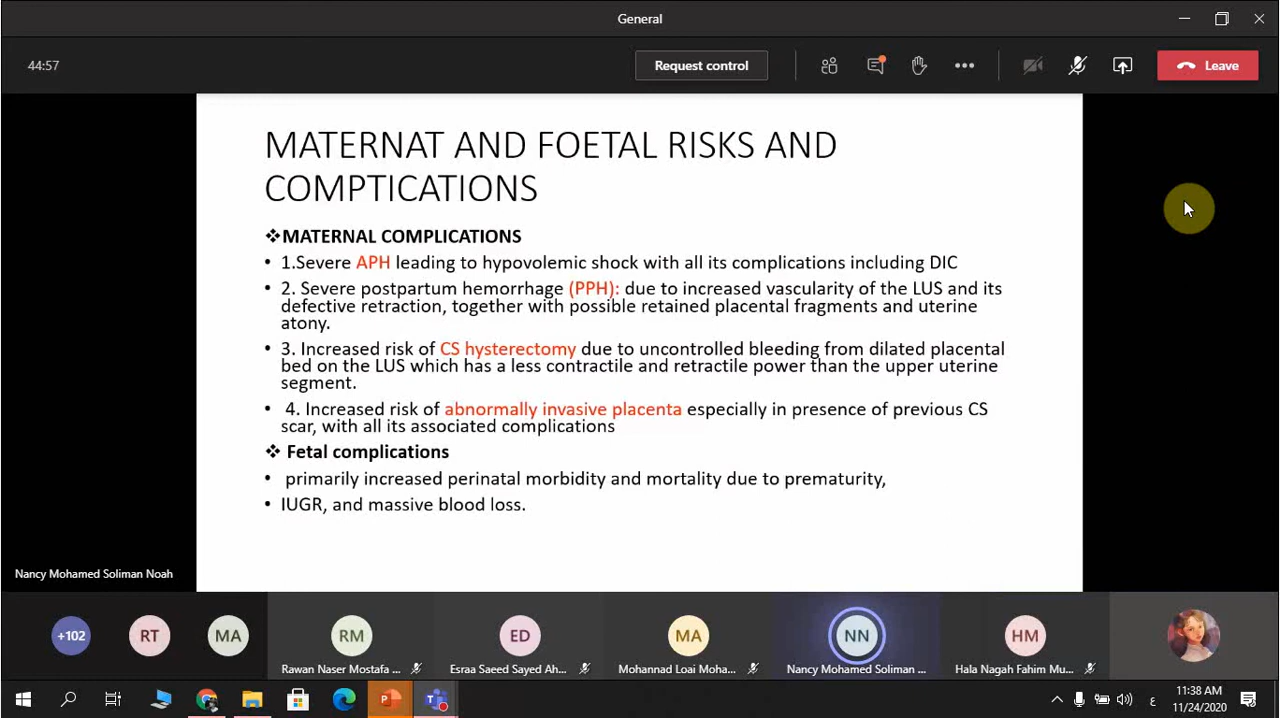 General
44:57
Request control
Leave
MATERNAT AND FOETAL RISKS AND
COMPTICATIONS
❖MATERNAL COMPLICATIONS
• 1.Severe APH leading to hypovolemic shock with all its complications including DIC
• 2. Severe postpartum hemorrhage (PPH): due to increased vascularity of the LUS and its
defective retraction, together with possible retained placental fragments and uterine
atony.
• 3. Increased risk of CS hysterectomy due to uncontrolled bleeding from dilated placental
bed on the LUS which has a less contractile and retractile power than the upper uterine
segment.
• 4. Increased risk of abnormally invasive placenta especially in presence of previous CS
scar, with all its associated complications
❖ Fetal complications
• primarily increased perinatal morbidity and mortality due to prematurity,
• IUGR, and massive blood loss.
Nancy Mohamed Soliman Noah
+102 RT MA RM ED MA NN HM
Rawan Naser Mostafa ... Esraa Saeed Sayed Ah... Mohannad Loai Moha... Nancy Mohamed Soliman ... Hala Nagah Fahim Mu...
ع 11:38 AM
11/24/2020